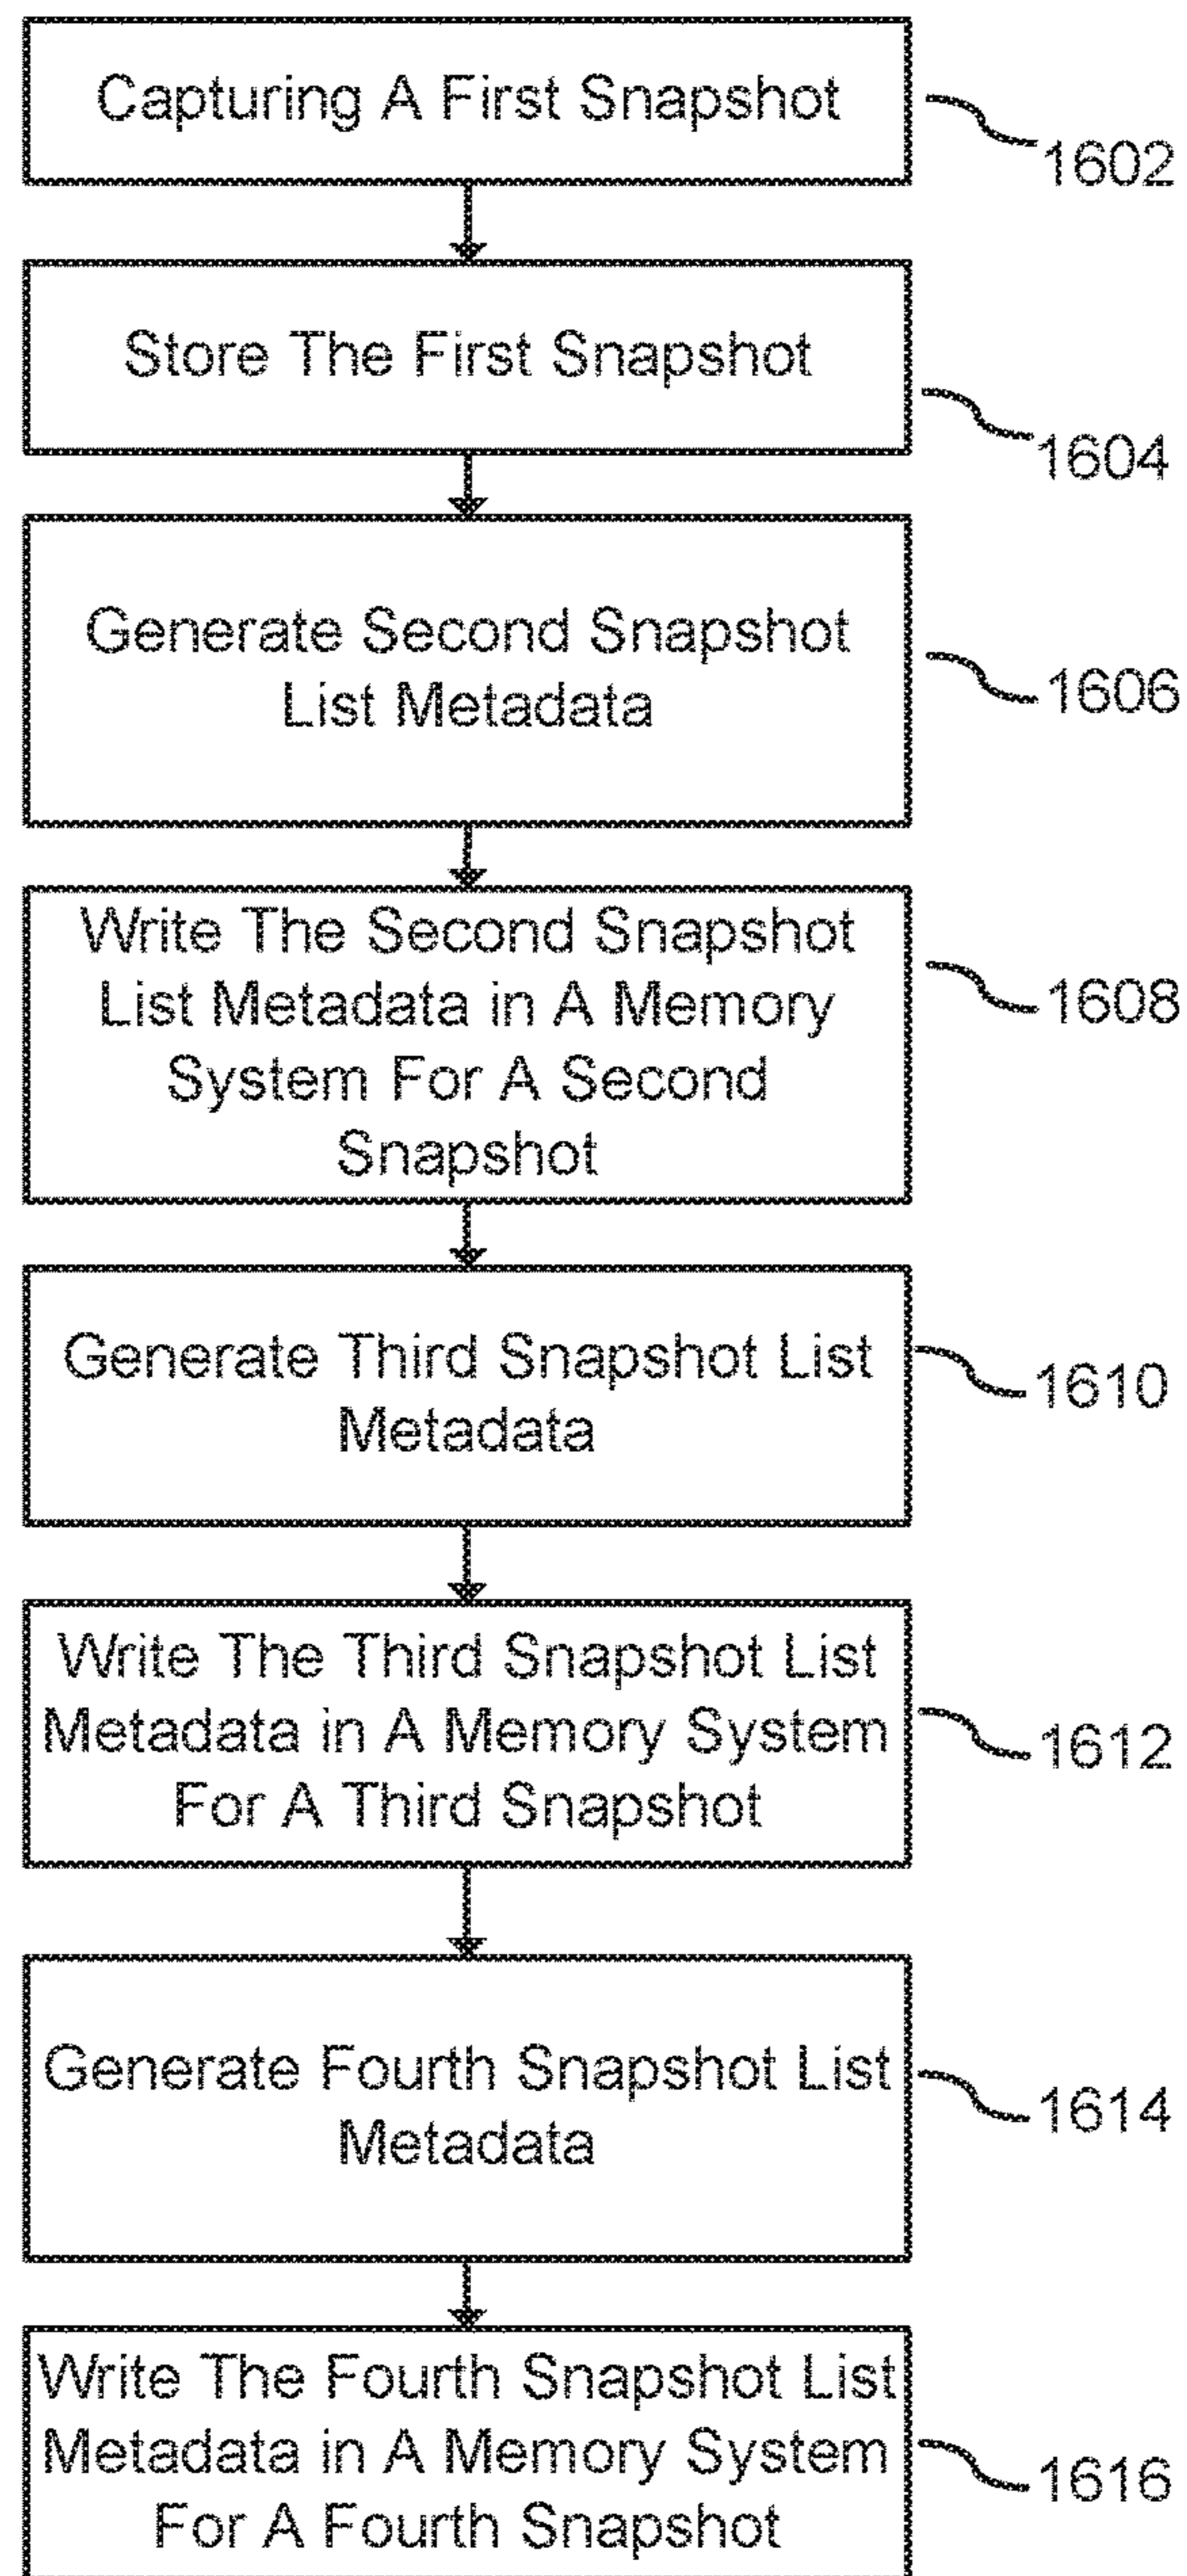 Capturing A First Snapshot
1602
Store The First Snapshot
1604
Generate Second Snapshot
List Metadata
1606
Write The Second Snapshot
List Metadata in A Memory
System For A Second
Snapshot
1608
Generate Third Snapshot List
Metadata
1610
Write The Third Snapshot List
Metadata in A Memory System
For A Third Snapshot
1612
Generate Fourth Snapshot List
Metadata
1614
Write The Fourth Snapshot List
Metadata in A Memory System
For A Fourth Snapshot
1616